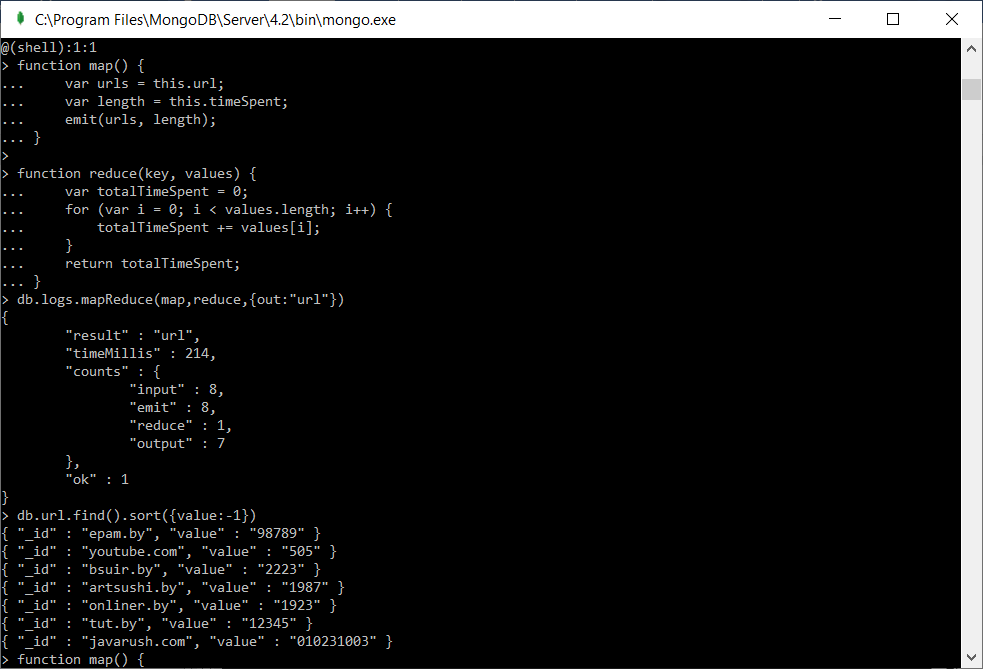 C:\Program Files\MongoDB\Server\4.2\bin\mongo.exe
@(shell):1:1
> function map() {
...     var urls = this.url;
...     var length = this.timeSpent;
...     emit(urls, length);
... }
>
> function reduce(key, values) {
...     var totalTimeSpent = 0;
...     for (var i = 0; i < values.length; i++) {
...         totalTimeSpent += values[i];
...     }
...     return totalTimeSpent;
... }
> db.logs.mapReduce(map,reduce,{out:"url"})
{
        "result" : "url",
        "timeMillis" : 214,
        "counts" : {
                "input" : 8,
                "emit" : 8,
                "reduce" : 1,
                "output" : 7
        },
        "ok" : 1
}
> db.url.find().sort({value:-1})
{ "_id" : "epam.by", "value" : "98789" }
{ "_id" : "youtube.com", "value" : "505" }
{ "_id" : "bsuir.by", "value" : "2223" }
{ "_id" : "artsushi.by", "value" : "1987" }
{ "_id" : "onliner.by", "value" : "1923" }
{ "_id" : "tut.by", "value" : "12345" }
{ "_id" : "javarush.com", "value" : "010231003" }
> function map() {